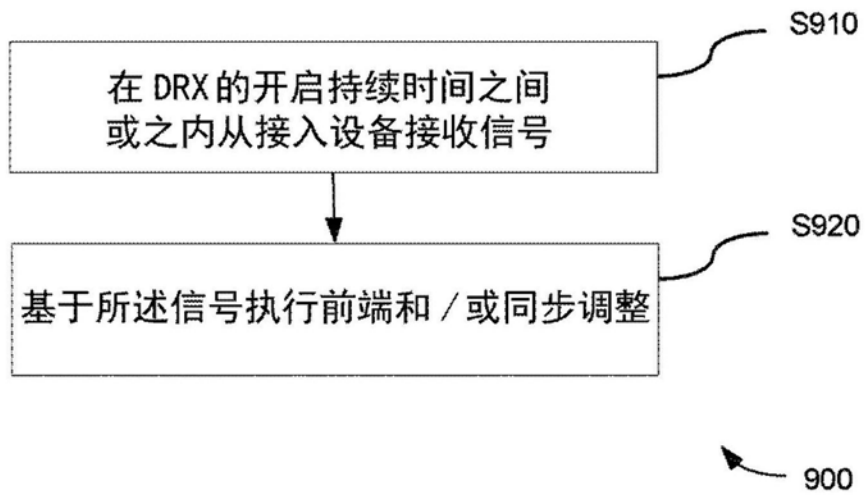 S910
在 DRX 的开启持续时间之间
或之内从接入设备接收信号
S920
基于所述信号执行前端和 / 或同步调整
900